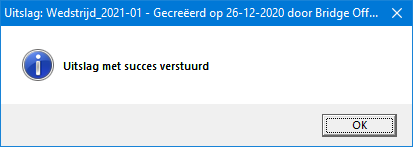 Uitslag: Wedstrijd_2021-01 - Gecreëerd op 26-12-2020 door Bridge Off...
Uitslag met succes verstuurd
OK